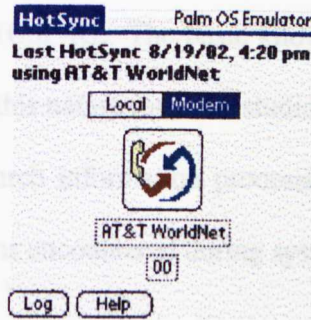 HotSync Palm OS Emulator
Last HotSync 8/19/02, 4:20 pm
using AT&T WorldNet
Local Modem
AT&T WorldNet
00
Log Help